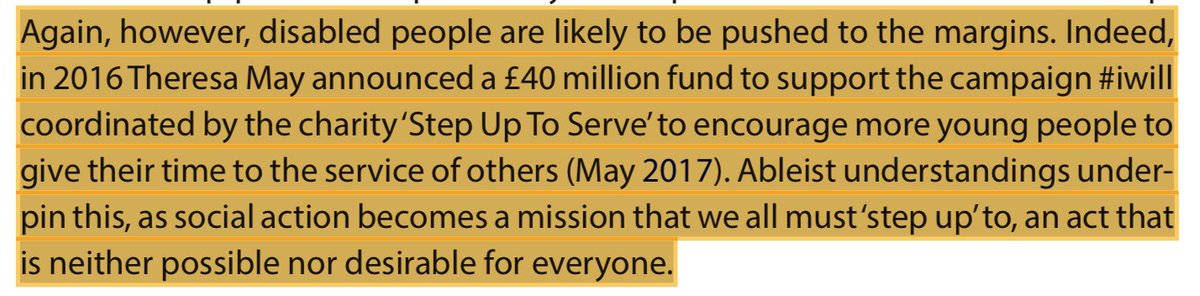 Again, however, disabled people are likely to be pushed to the margins. Indeed,
in 2016 Theresa May announced a £40 million fund to support the campaign #iwill
coordinated by the charity ‘Step Up To Serve’ to encourage more young people to
give their time to the service of others (May 2017). Ableist understandings under-
pin this, as social action becomes a mission that we all must ‘step up’ to, an act that
is neither possible nor desirable for everyone.